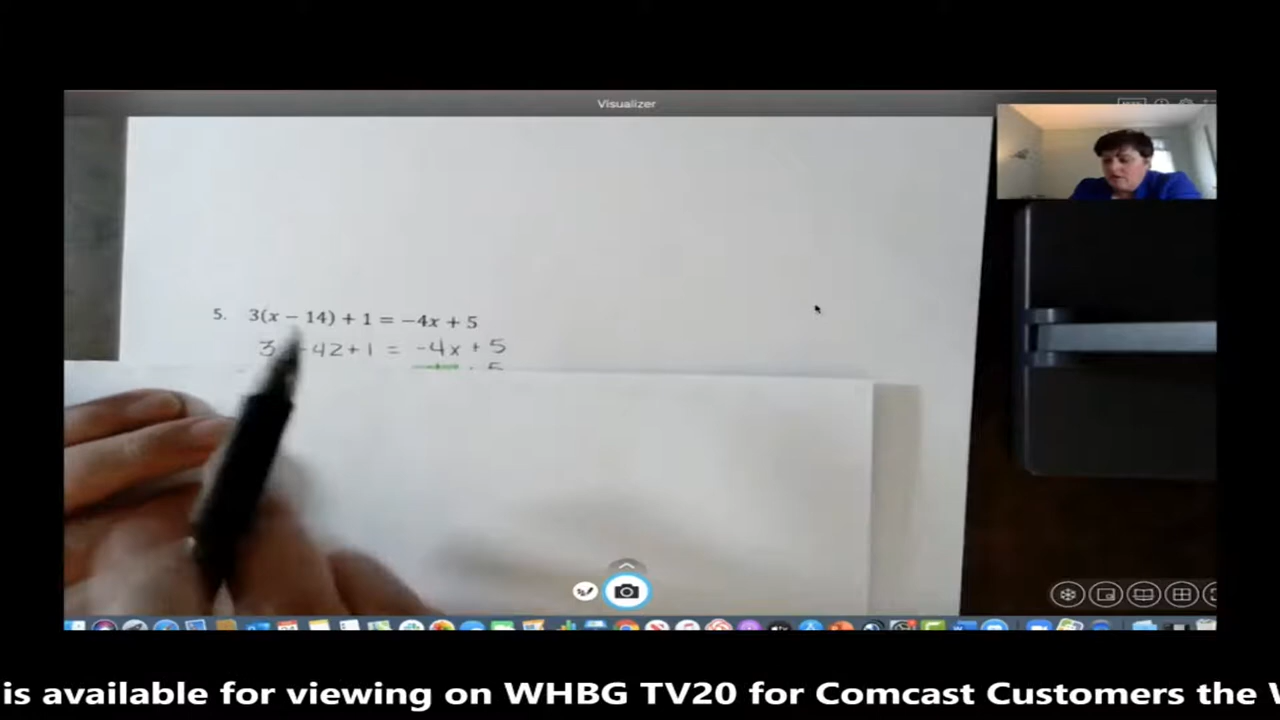 Visualizer
5. 3(x − 14) + 1 = −4x + 5
3 - 42 + 1 = -4x + 5
is available for viewing on WHBG TV20 for Comcast Customers the